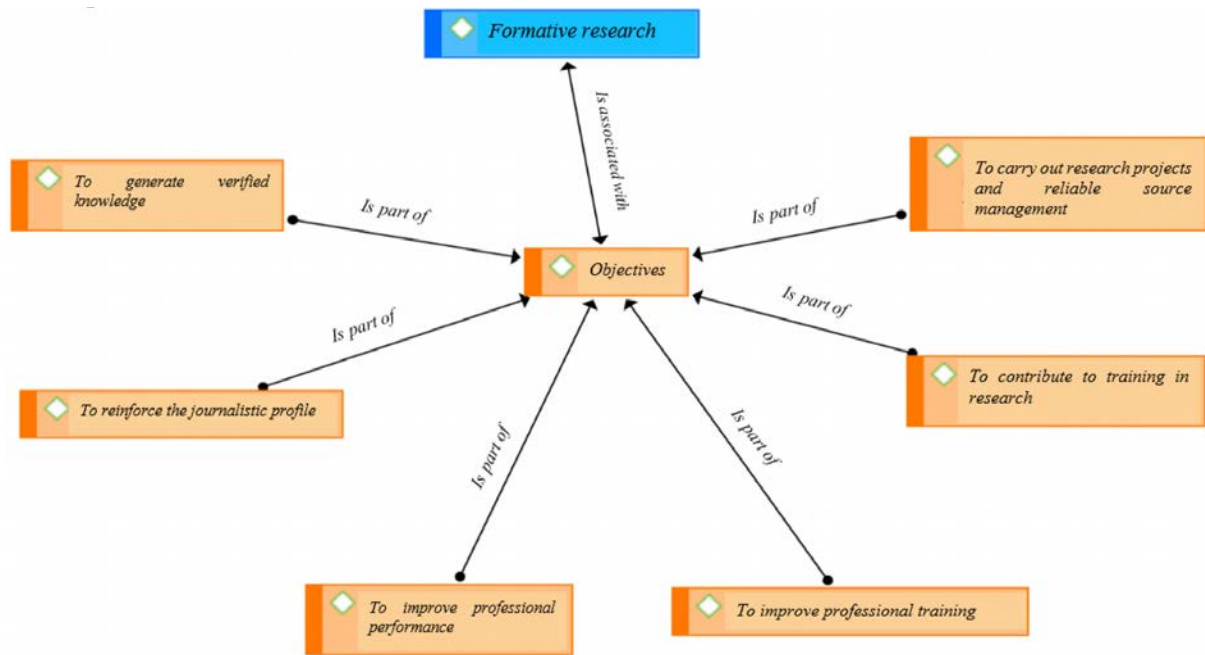 Formative research
Is associated with
To generate verified
knowledge
Is part of
To carry out research projects
and reliable source
management
Is part of
Objectives
To reinforce the journalistic profile
Is part of
To contribute to training in
research
Is part of
To improve professional
performance
Is part of
To improve professional training
Is part of